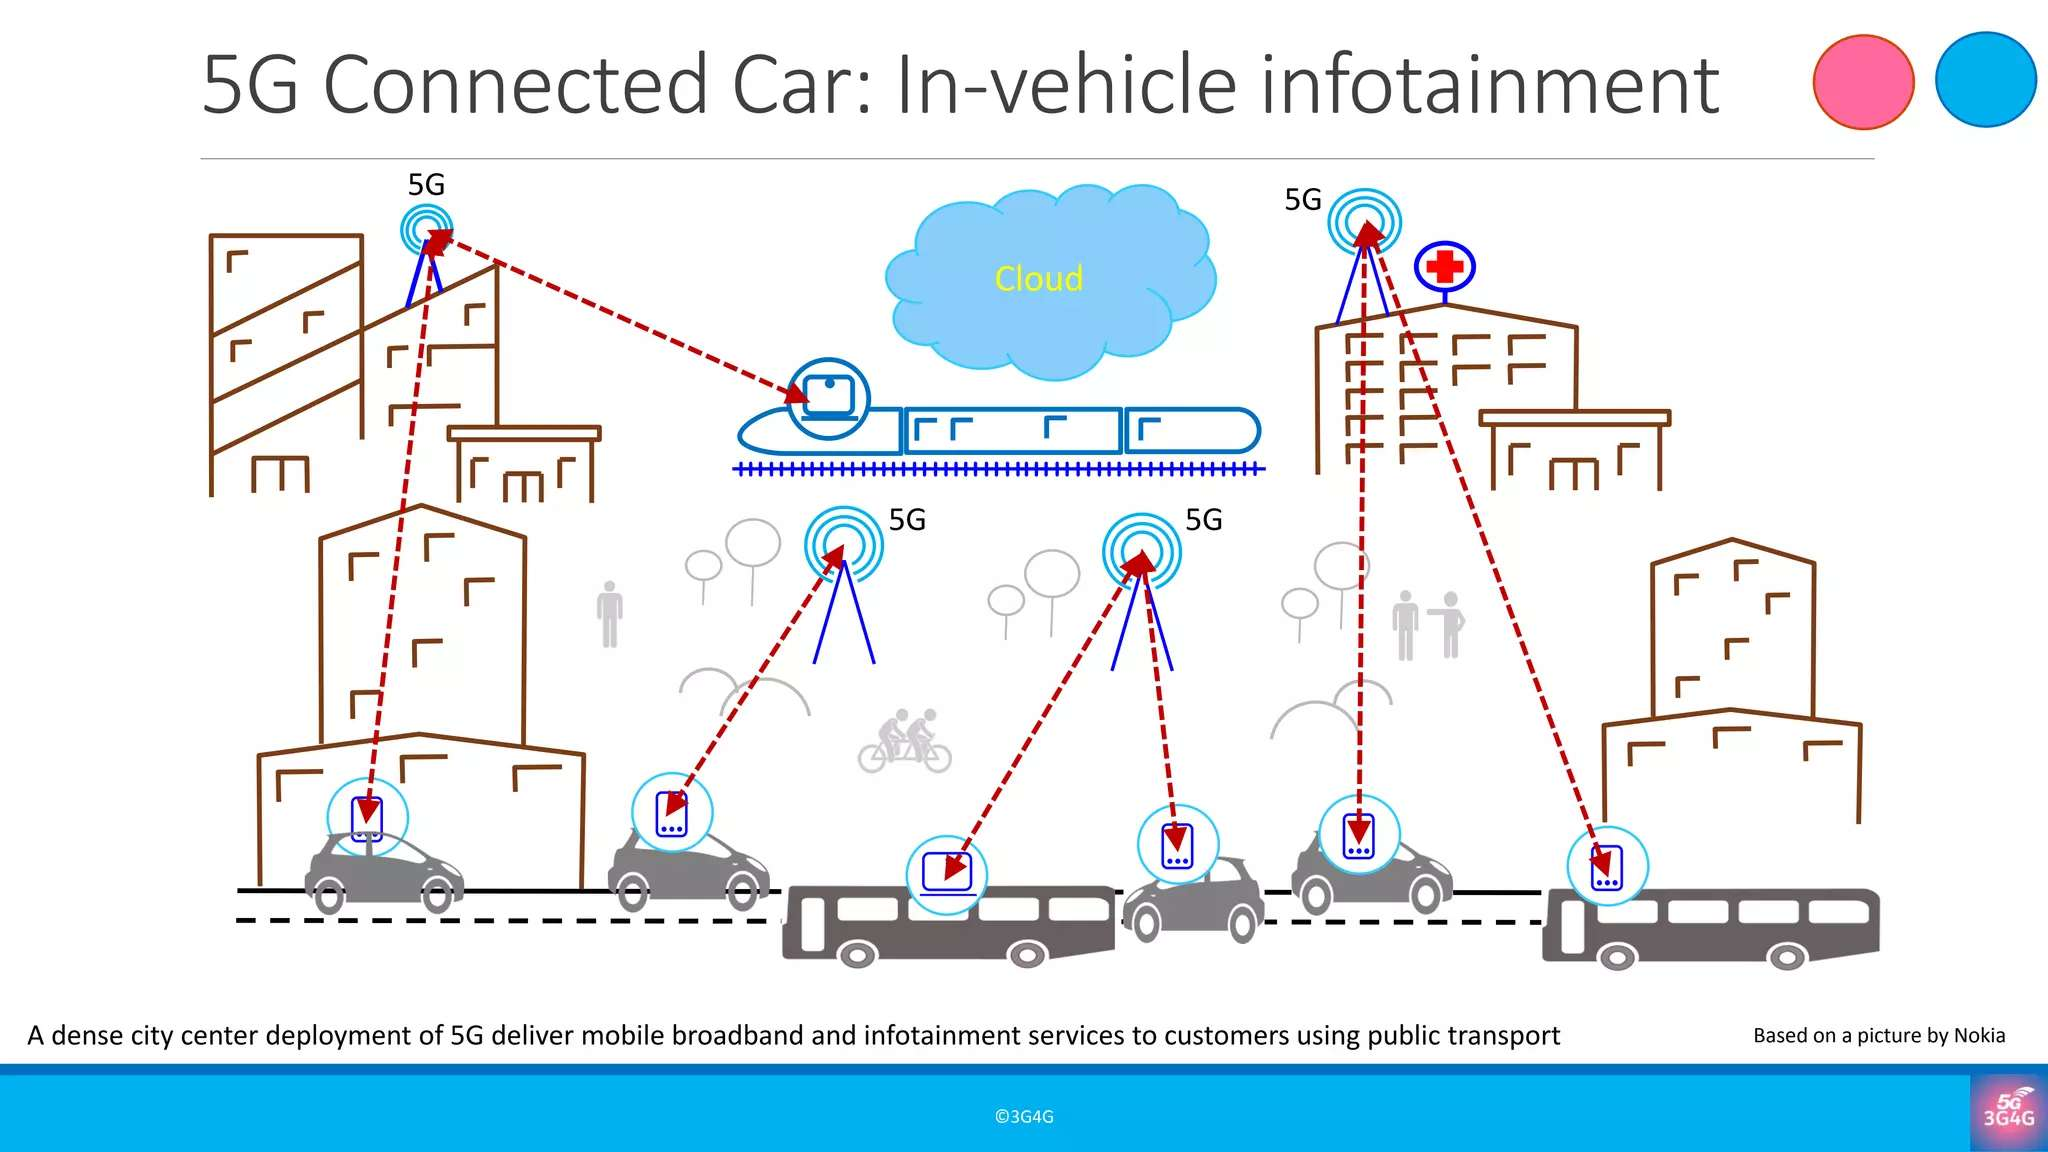 5G Connected Car: In-vehicle infotainment
5G
5G
Cloud
5G
5G
A dense city center deployment of 5G deliver mobile broadband and infotainment services to customers using public transport
Based on a picture by Nokia
©3G4G
5G
3G4G